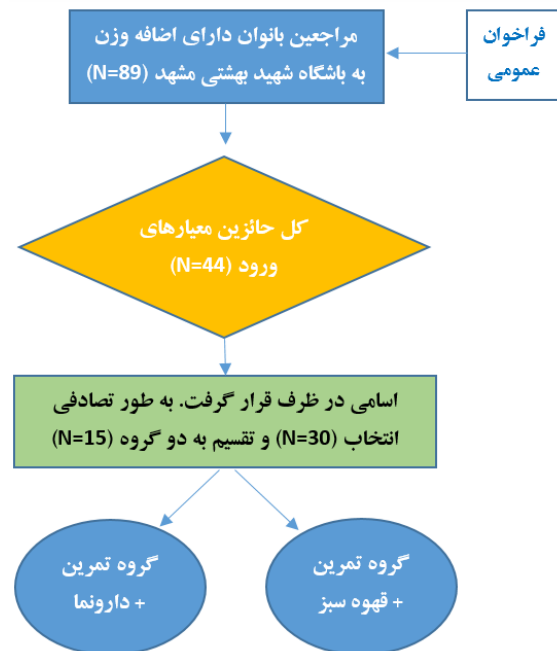 فراخوان
عمومی
مراجعین بانوان دارای اضافه وزن
به باشگاه شهید بهشتی مشهد (N=89)
کل حائزین معیارهای
ورود (N=44)
اسامی در ظرف قرار گرفت. به طور تصادفی
انتخاب (N=30) و تقسیم به دو گروه (N=15)
گروه تمرین
+ قهوه سبز
گروه تمرین
+ دارونما